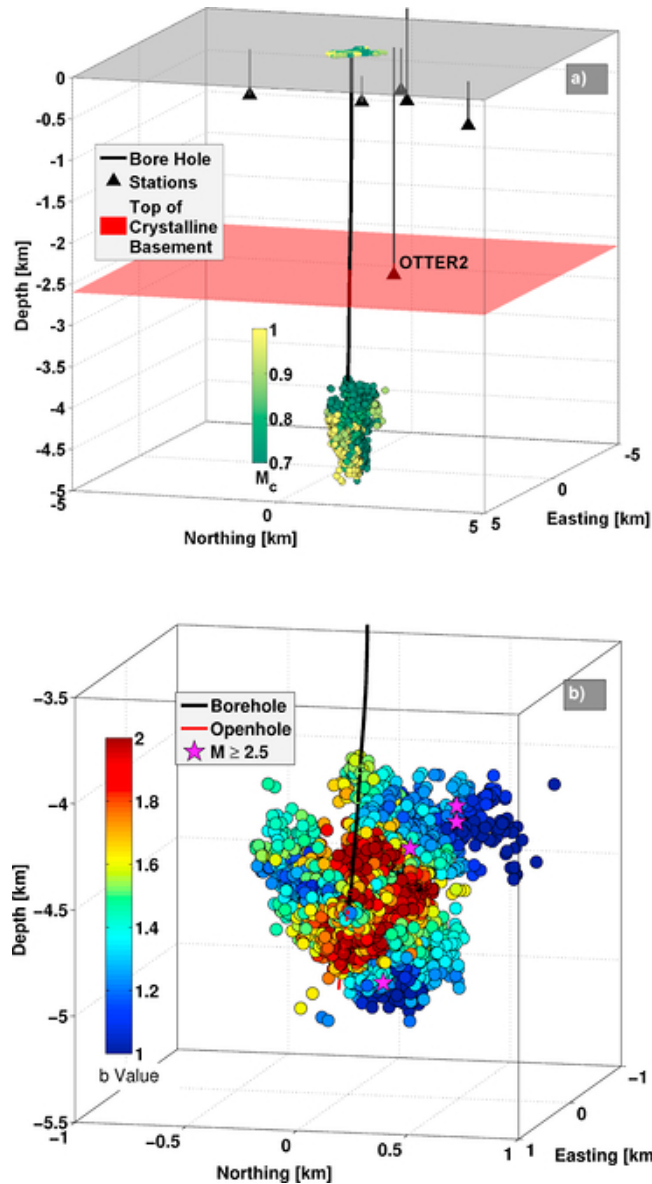 a)
0
-0.5
-1
-1.5
-2
-2.5
-3
-3.5
-4
-4.5
-5
Depth [km]
Bore Hole
Stations
Top of
Crystalline
Basement
OTTER2
1
0.9
0.8
0.7
Mc
-5
0
5
Northing [km]
5
0
-5
Easting [km]
b)
-3.5
-4
-4.5
-5
-5.5
Depth [km]
Borehole
Openhole
M ≥ 2.5
2
1.8
1.6
1.4
1.2
1
b Value
-1
-0.5
0
0.5
1
Northing [km]
1
0
-1
Easting [km